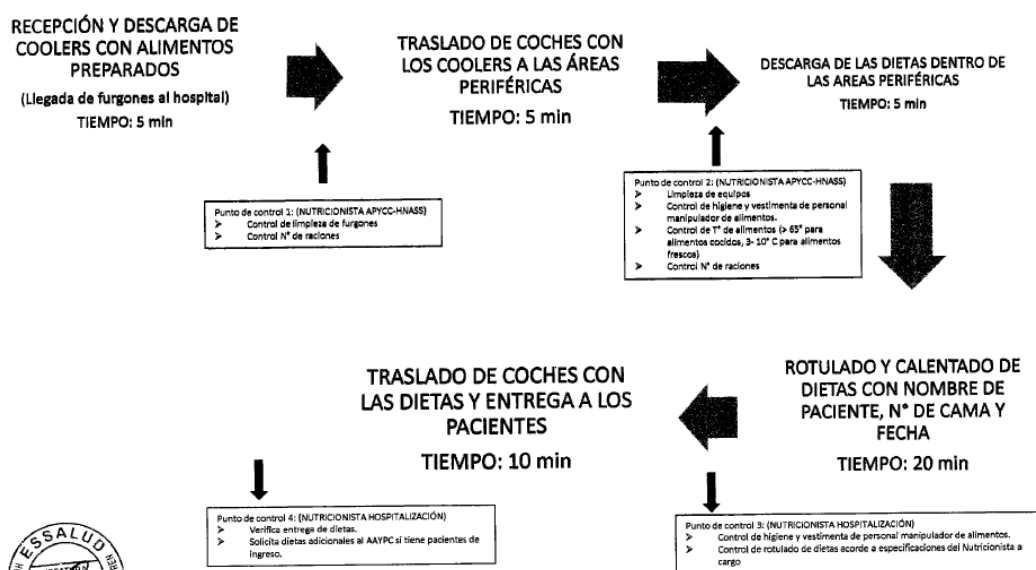 RECEPCIÓN Y DESCARGA DE
COOLERS CON ALIMENTOS
PREPARADOS
(Llegada de furgones al hospital)
TIEMPO: 5 min
TRASLADO DE COCHES CON
LOS COOLERS A LAS ÁREAS
PERIFÉRICAS
TIEMPO: 5 min
DESCARGA DE LAS DIETAS DENTRO DE
LAS AREAS PERIFÉRICAS
TIEMPO: 5 min
Punto de control 1: (NUTRICIONISTA APYCC-HNASS)
➤ Control de limpieza de furgones
➤ Control N° de raciones
Punto de control 2: (NUTRICIONISTA APYCC-HNASS)
➤ Limpieza de equipos
➤ Control de higiene y vestimenta de personal
manipulador de alimentos.
➤ Control de T° de alimentos (> 65° para
alimentos cocidos, 3- 10° C para alimentos
frescos)
➤ Control N° de raciones
ROTULADO Y CALENTADO DE
DIETAS CON NOMBRE DE
PACIENTE, N° DE CAMA Y
FECHA
TIEMPO: 20 min
TRASLADO DE COCHES CON
LAS DIETAS Y ENTREGA A LOS
PACIENTES
TIEMPO: 10 min
Punto de control 3: (NUTRICIONISTA HOSPITALIZACIÓN)
➤ Control de higiene y vestimenta de personal manipulador de alimentos.
➤ Control de rotulado de dietas acorde a especificaciones del Nutricionista a
cargo
Punto de control 4: (NUTRICIONISTA HOSPITALIZACIÓN)
➤ Verifica entrega de dietas.
➤ Solicita dietas adicionales al AAYPC si tiene pacientes de
ingreso.
ESSALUD